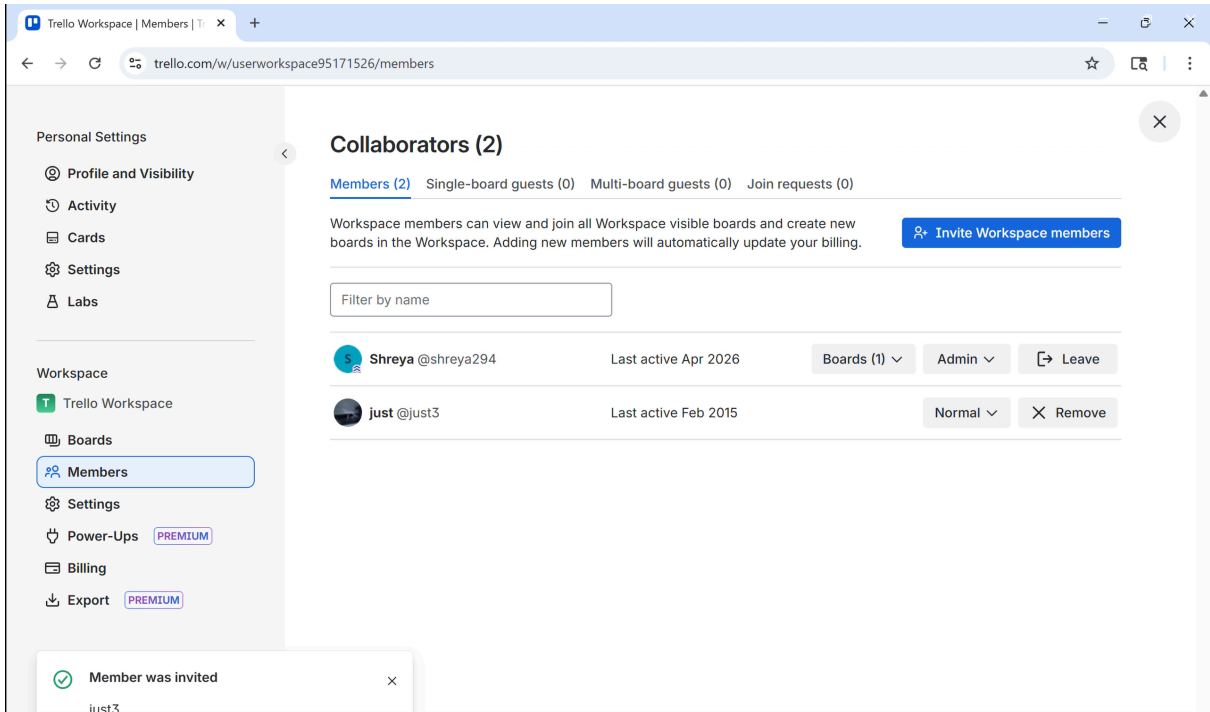 Trello Workspace | Members | T
trello.com/w/userworkspace95171526/members
Personal Settings
Profile and Visibility
Activity
Cards
Settings
Labs
Workspace
T Trello Workspace
Boards
Members
Settings
Power-Ups PREMIUM
Billing
Export PREMIUM
Collaborators (2)
Members (2) Single-board guests (0) Multi-board guests (0) Join requests (0)
Workspace members can view and join all Workspace visible boards and create new
boards in the Workspace. Adding new members will automatically update your billing.
Invite Workspace members
Filter by name
S Shreya @shreya294 Last active Apr 2026 Boards (1) Admin Leave
just @just3 Last active Feb 2015 Normal Remove
Member was invited
just3